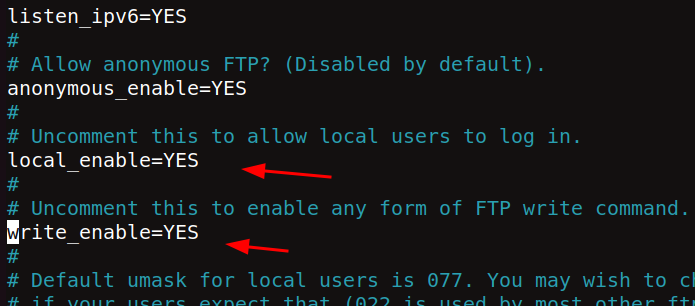 listen_ipv6=YES
#
# Allow anonymous FTP? (Disabled by default).
anonymous_enable=YES
#
# Uncomment this to allow local users to log in.
local_enable=YES
#
# Uncomment this to enable any form of FTP write command.
write_enable=YES
#
# Default umask for local users is 077. You may wish to ch
# if your users expect that (022 is used by most other ftp